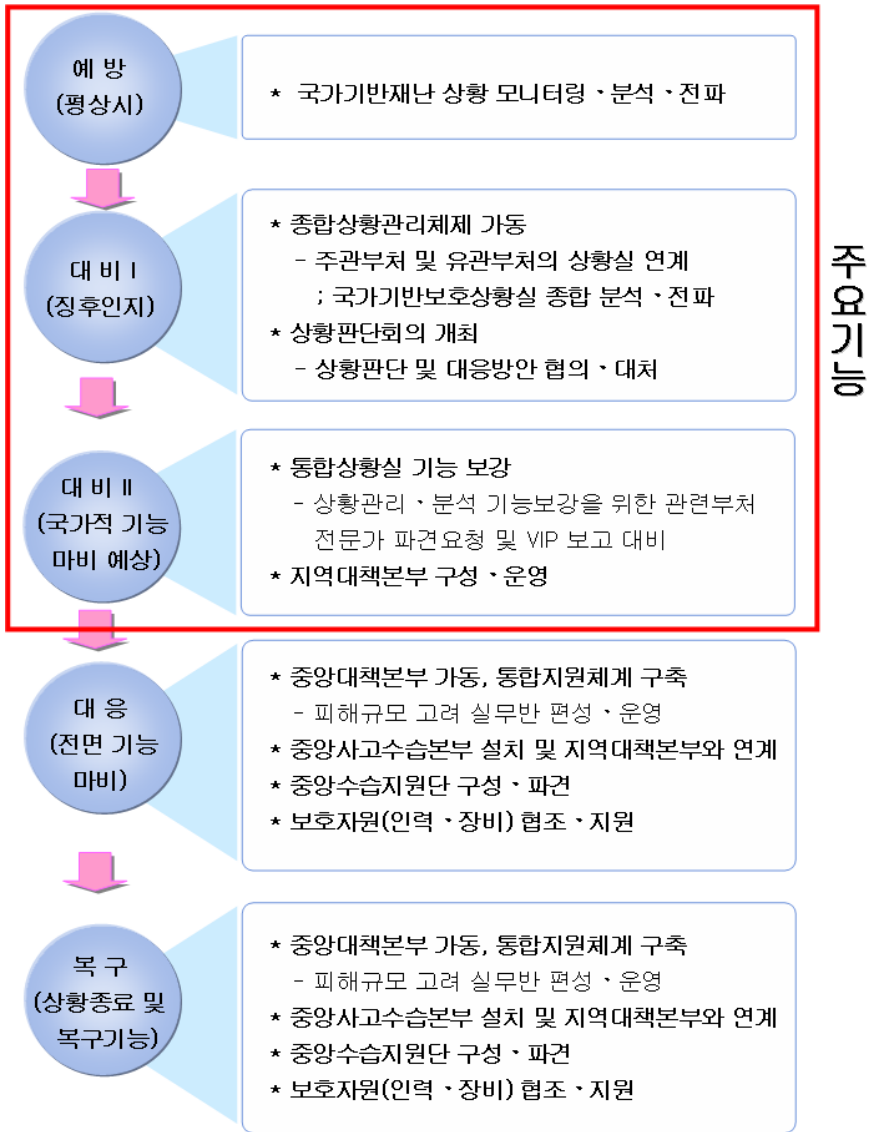 예 방
(평상시)
* 국가기반재난 상황 모니터링ㆍ분석ㆍ전파
대 비 Ⅰ
(징후인지)
* 종합상황관리체제 가동
- 주관부처 및 유관부처의 상황실 연계
; 국가기반보호상황실 종합 분석ㆍ전파
* 상황판단회의 개최
- 상황판단 및 대응방안 협의ㆍ대처
주요기능
대 비 Ⅱ
(국가적 기능
마비 예상)
* 통합상황실 기능 보강
- 상황관리ㆍ분석 기능보강을 위한 관련부처
전문가 파견요청 및 VIP 보고 대비
* 지역대책본부 구성ㆍ운영
대 응
(전면 기능
마비)
* 중앙대책본부 가동, 통합지원체계 구축
- 피해규모 고려 실무반 편성ㆍ운영
* 중앙사고수습본부 설치 및 지역대책본부와 연계
* 중앙수습지원단 구성ㆍ파견
* 보호자원(인력ㆍ장비) 협조ㆍ지원
복 구
(상황종료 및
복구기능)
* 중앙대책본부 가동, 통합지원체계 구축
- 피해규모 고려 실무반 편성ㆍ운영
* 중앙사고수습본부 설치 및 지역대책본부와 연계
* 중앙수습지원단 구성ㆍ파견
* 보호자원(인력ㆍ장비) 협조ㆍ지원